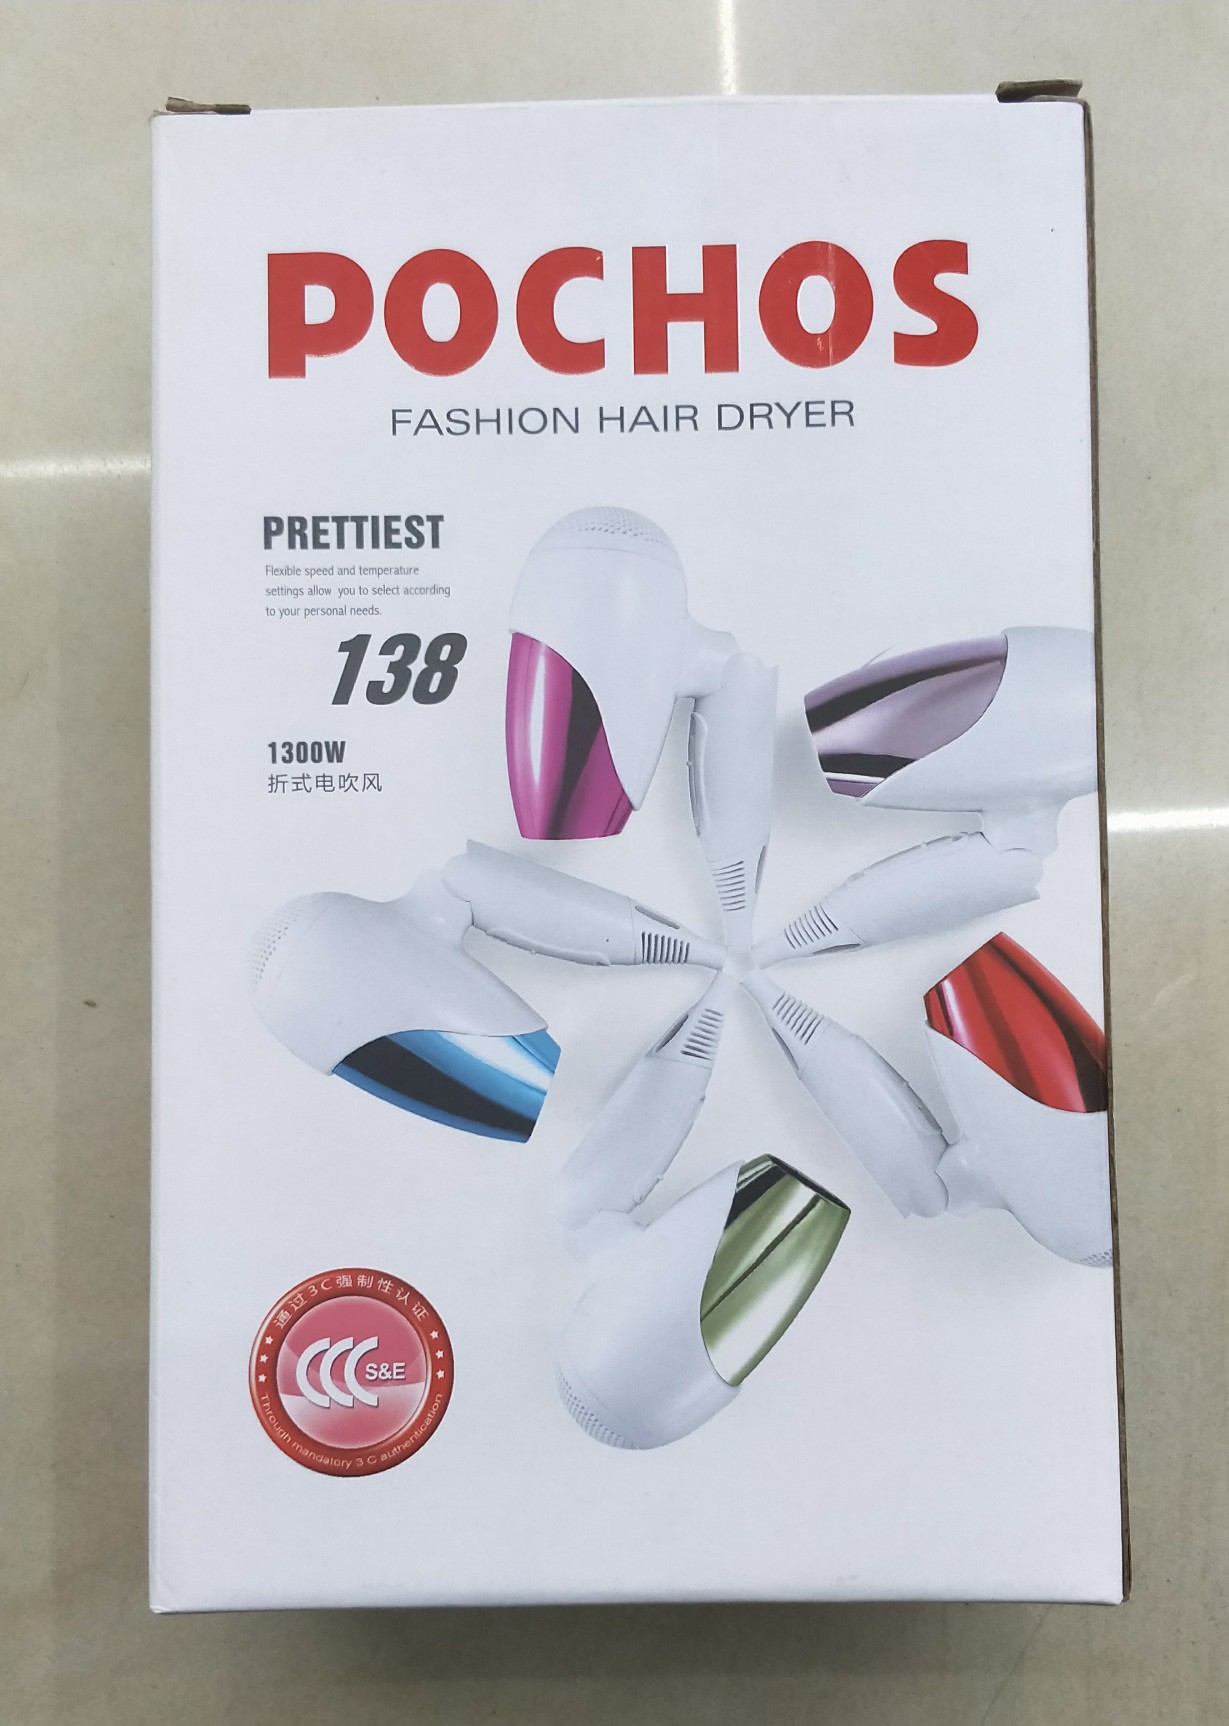 POCHOS
FASHION HAIR DRYER
PRETTIEST
Flexible speed and temperature
settings allow you to select according
to your personal needs.
138
1300W
折式电吹风
通过3C强制性认证
CCC S&E
Through mandatory 3 C authentication